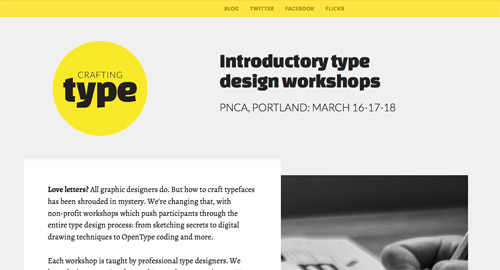 BLOG TWITTER FACEBOOK FLICKR
CRAFTING
type
Introductory type
design workshops
PNCA, PORTLAND: MARCH 16-17-18
Love letters? All graphic designers do. But how to craft typefaces
has been shrouded in mystery. We're changing that, with
non-profit workshops which push participants through the
entire type design process: from sketching secrets to digital
drawing techniques to OpenType coding and more.
Each workshop is taught by professional type designers. We